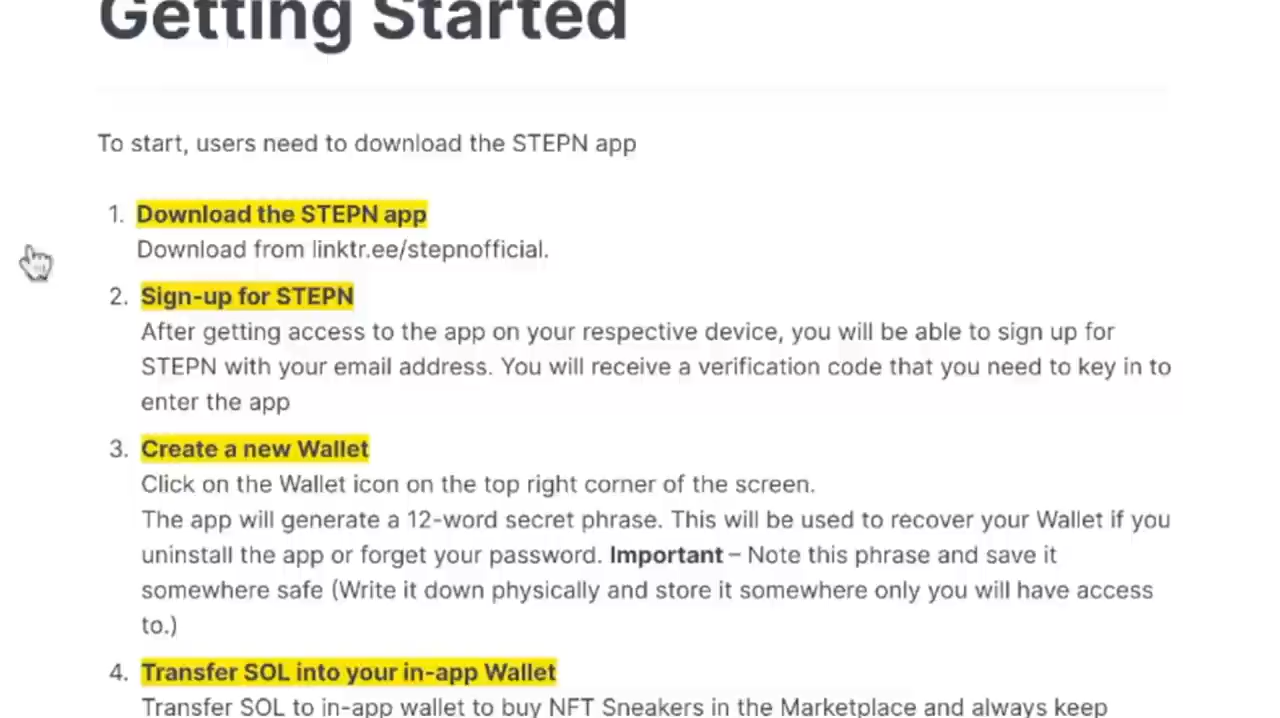 Getting Started
To start, users need to download the STEPN app
1. Download the STEPN app
Download from linktr.ee/stepnofficial.
2. Sign-up for STEPN
After getting access to the app on your respective device, you will be able to sign up for
STEPN with your email address. You will receive a verification code that you need to key in to
enter the app
3. Create a new Wallet
Click on the Wallet icon on the top right corner of the screen.
The app will generate a 12-word secret phrase. This will be used to recover your Wallet if you
uninstall the app or forget your password. Important – Note this phrase and save it
somewhere safe (Write it down physically and store it somewhere only you will have access
to.)
4. Transfer SOL into your in-app Wallet
Transfer SOL to in-app wallet to buy NFT Sneakers in the Marketplace and always keep